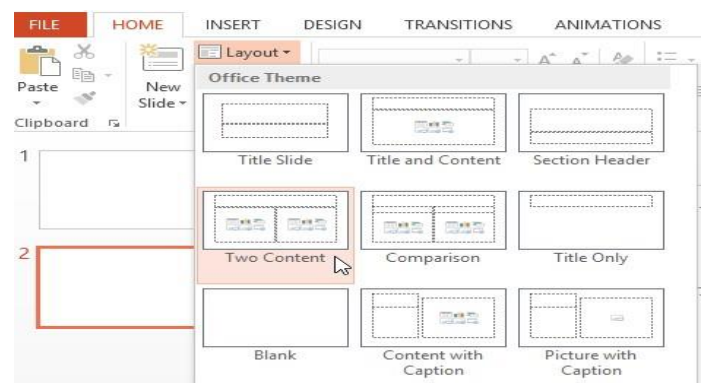 FILE HOME INSERT DESIGN TRANSITIONS ANIMATIONS
Layout
Paste
New
Slide
Clipboard
Office Theme
Title Slide Title and Content Section Header
Two Content Comparison Title Only
Blank Content with Caption Picture with Caption
1
2